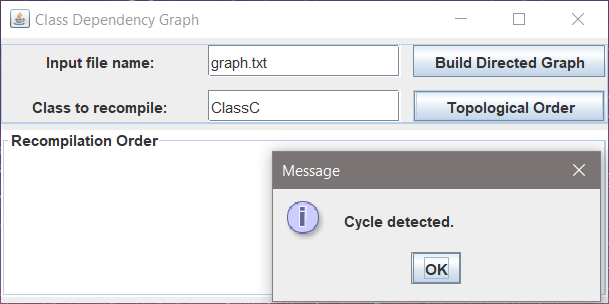 Class Dependency Graph
Input file name: graph.txt Build Directed Graph
Class to recompile: ClassC Topological Order
Recompilation Order
Message
Cycle detected.
OK